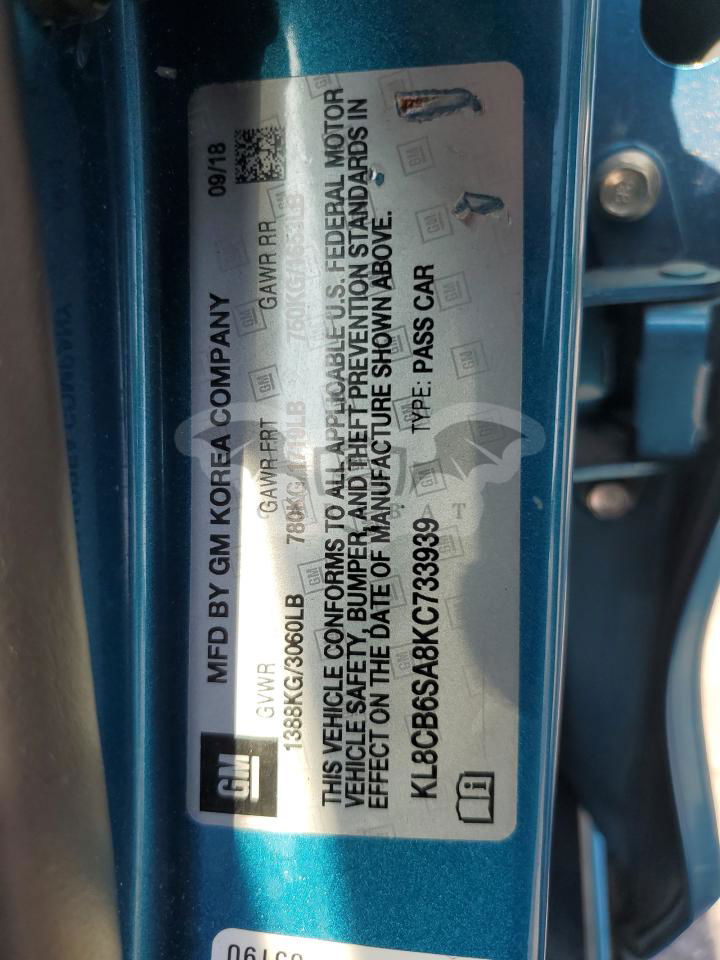 MFD BY GM KOREA COMPANY 09/18
GM
GVWR GAWR FRT GAWR RR
1388KG/3060LB 780KG/1719LB
THIS VEHICLE CONFORMS TO ALL APPLICABLE U.S. FEDERAL MOTOR
VEHICLE SAFETY, BUMPER, AND THEFT PREVENTION STANDARDS IN
EFFECT ON THE DATE OF MANUFACTURE SHOWN ABOVE.
KL8CB6SA8KC733939 TYPE: PASS CAR